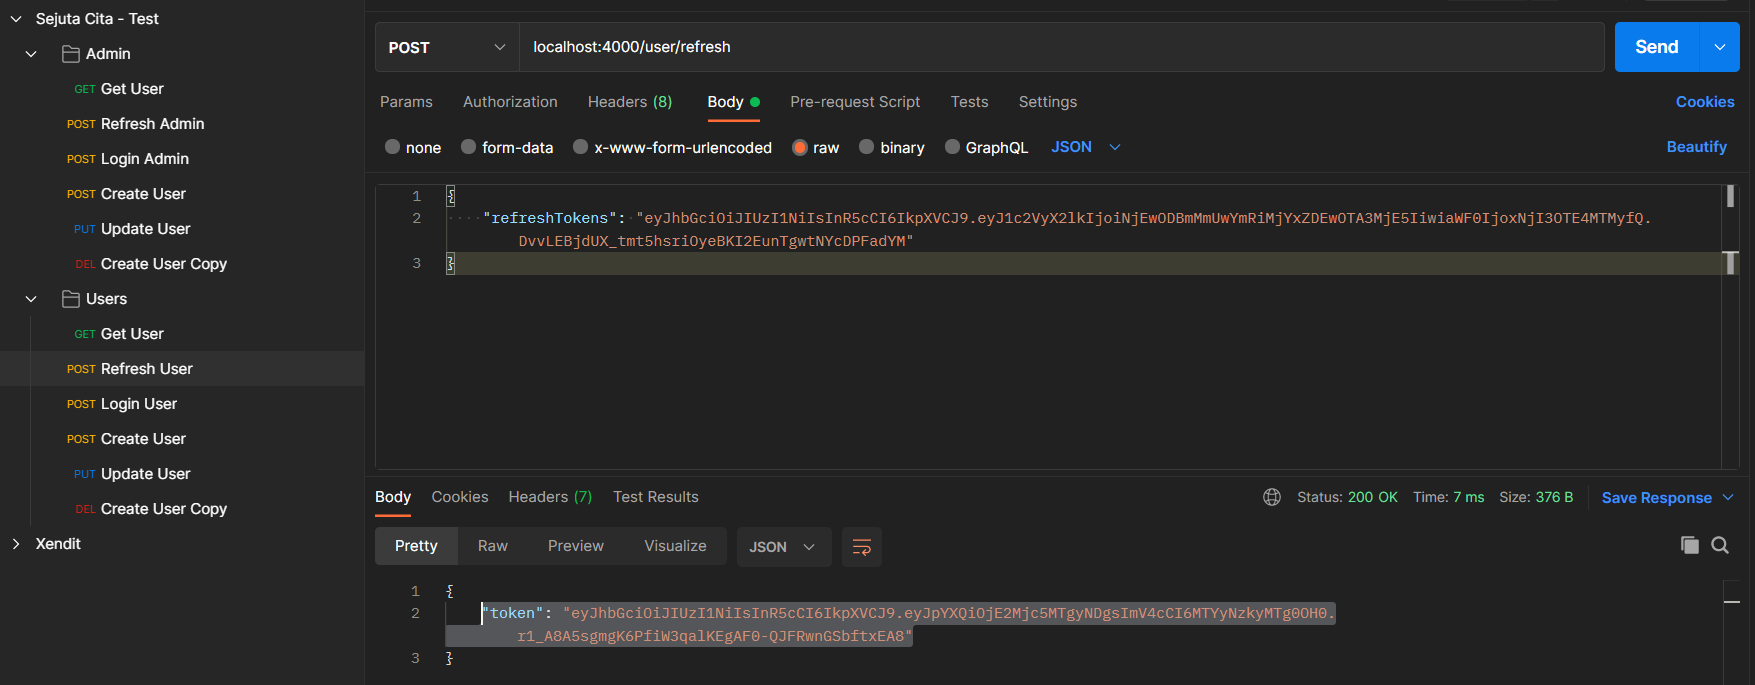 Sejuta Cita - Test
Admin
GET Get User
POST Refresh Admin
POST Login Admin
POST Create User
PUT Update User
DEL Create User Copy
Users
GET Get User
POST Refresh User
POST Login User
POST Create User
PUT Update User
DEL Create User Copy
Xendit
POST localhost:4000/user/refresh Send
Params Authorization Headers (8) Body Pre-request Script Tests Settings Cookies
none form-data x-www-form-urlencoded raw binary GraphQL JSON Beautify
1 {
2 "refreshTokens": "eyJhbGciOiJIUzI1NiIsInR5cCI6IkpXVCJ9.eyJ1c2VyX2lkIjoiNjEwODBmMmUwYmRiMjYxZDEwOTA3MjE5IiwiaWF0IjoxNjI3OTE4MTMyfQ.
DvvLEBjdUX_tmt5hsriOyeBKI2EunTgwtNYcDPFadYM"
3 }
Body Cookies Headers (7) Test Results Status: 200 OK Time: 7 ms Size: 376 B Save Response
Pretty Raw Preview Visualize JSON
1 {
2 "token": "eyJhbGciOiJIUzI1NiIsInR5cCI6IkpXVCJ9.eyJpYXQiOjE2Mjc5MTgyNDgsImV4cCI6MTYyNzkyMTg0OH0.
r1_A8A5sgmgK6PfiW3qalKEgAF0-QJFRwnGSbftxEA8"
3 }